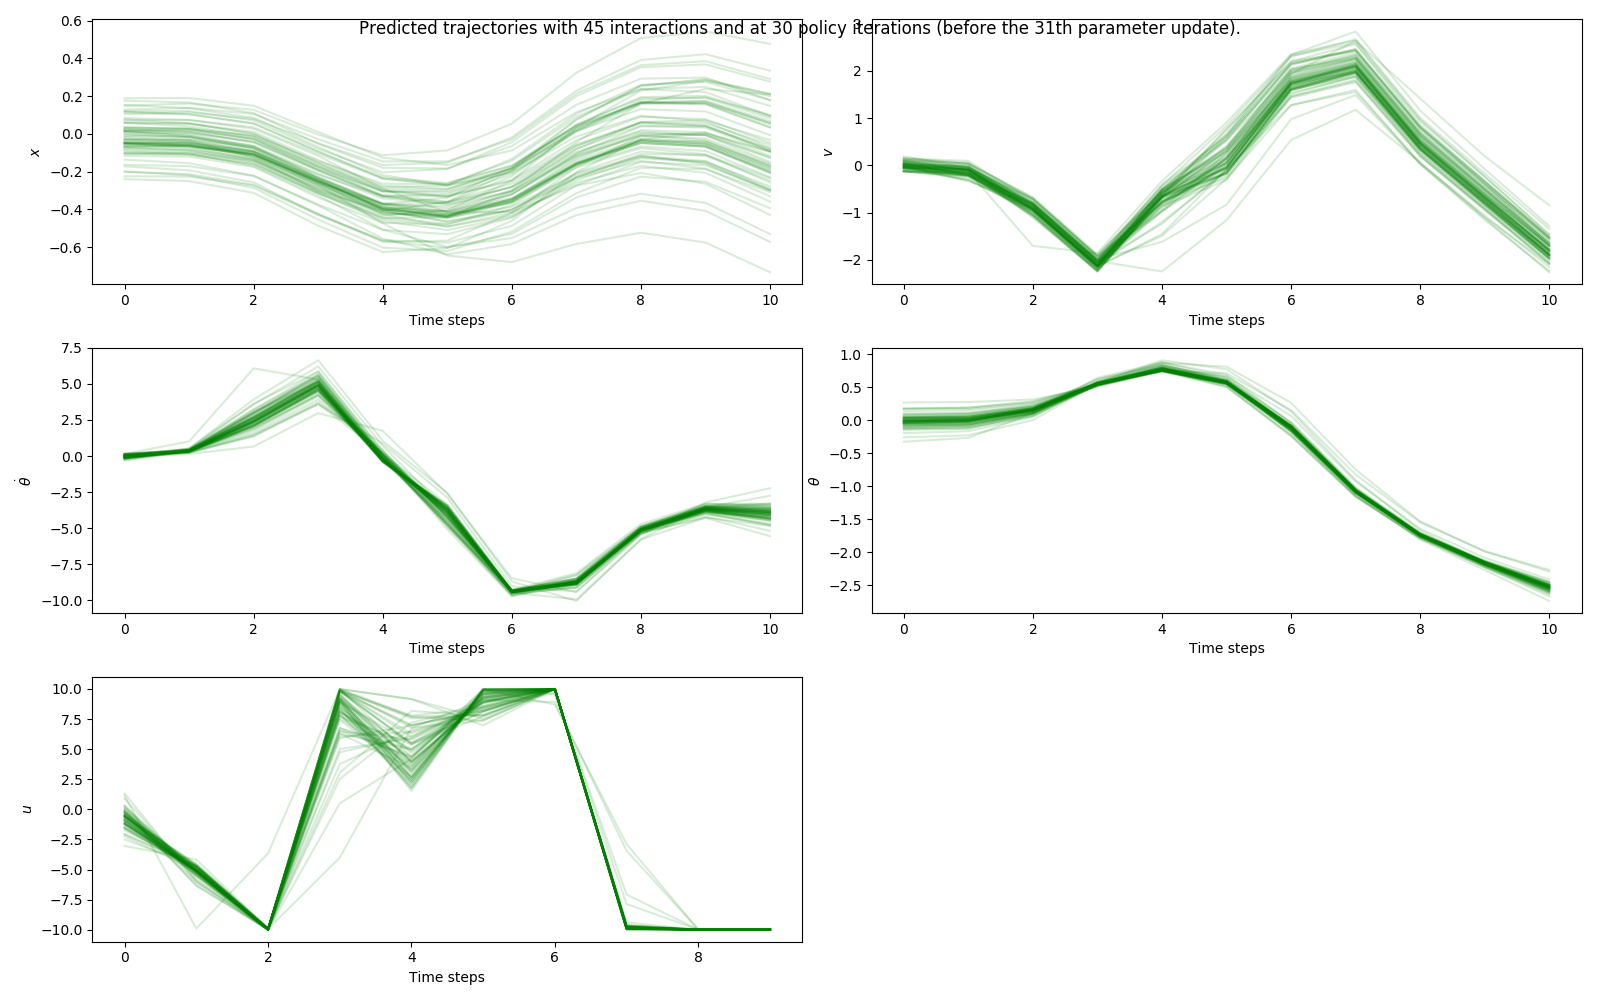 Predicted trajectories with 45 interactions and at 30 policy iterations (before the 31th parameter update).
0.6
0.4
0.2
0.0
−0.2
−0.4
−0.6
x
0 2 4 6 8 10
Time steps
3
2
1
0
−1
−2
v
0 2 4 6 8 10
Time steps
7.5
5.0
2.5
0.0
−2.5
−5.0
−7.5
−10.0
θ̇
0 2 4 6 8 10
Time steps
1.0
0.5
0.0
−0.5
−1.0
−1.5
−2.0
−2.5
θ
0 2 4 6 8 10
Time steps
10.0
7.5
5.0
2.5
0.0
−2.5
−5.0
−7.5
−10.0
u
0 2 4 6 8
Time steps